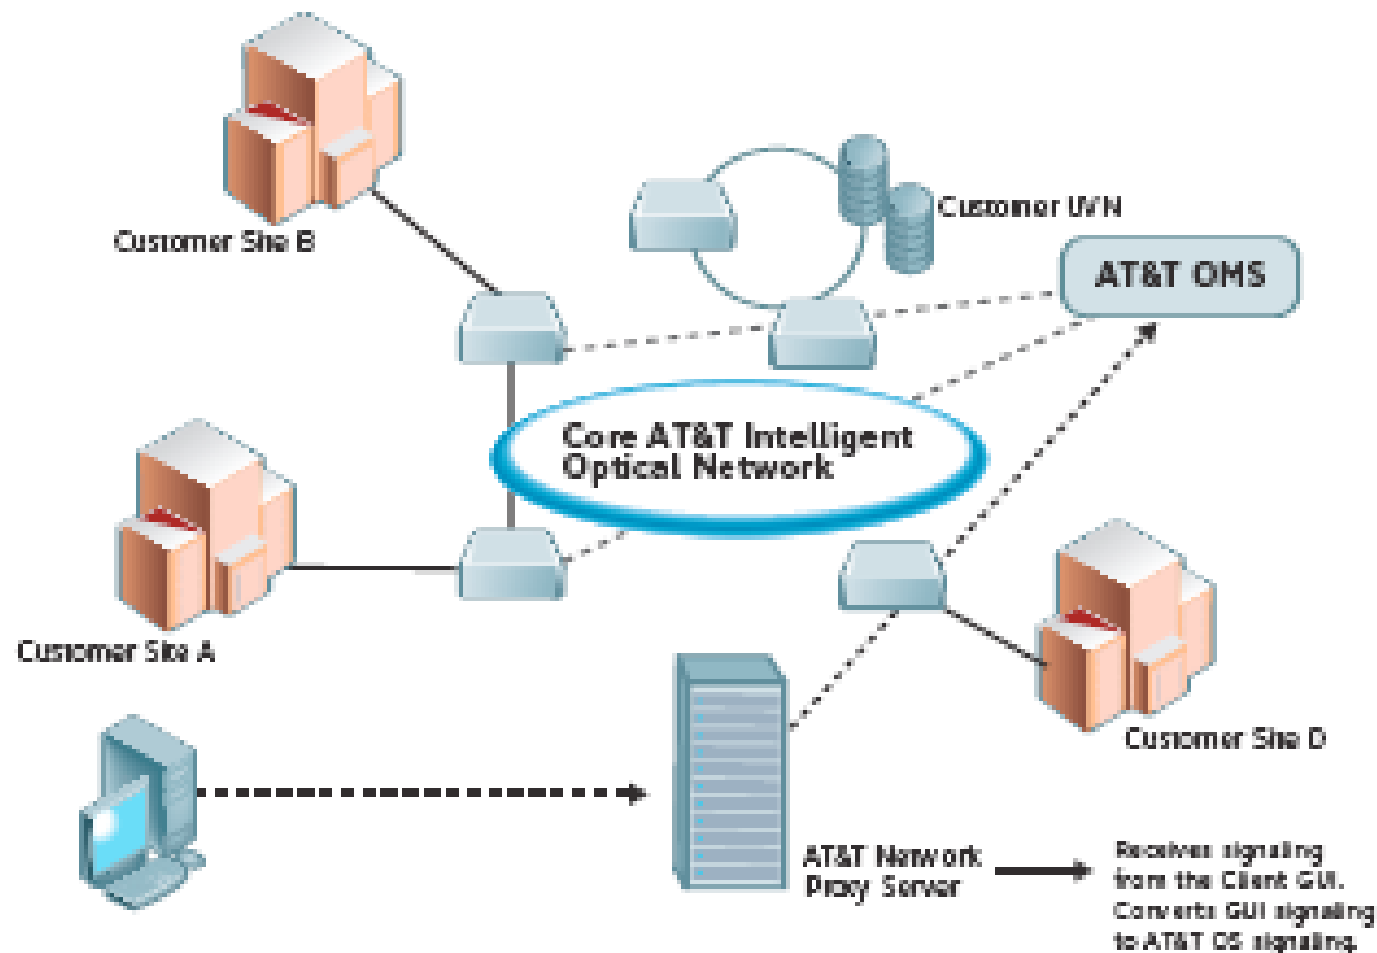 Customer Site B
Customer UVN
AT&T OMS
Core AT&T Intelligent
Optical Network
Customer Site A
Customer Site D
AT&T Network
Proxy Server
Receives signaling
from the Client GUI.
Converts GUI signaling
to AT&T OS signaling.